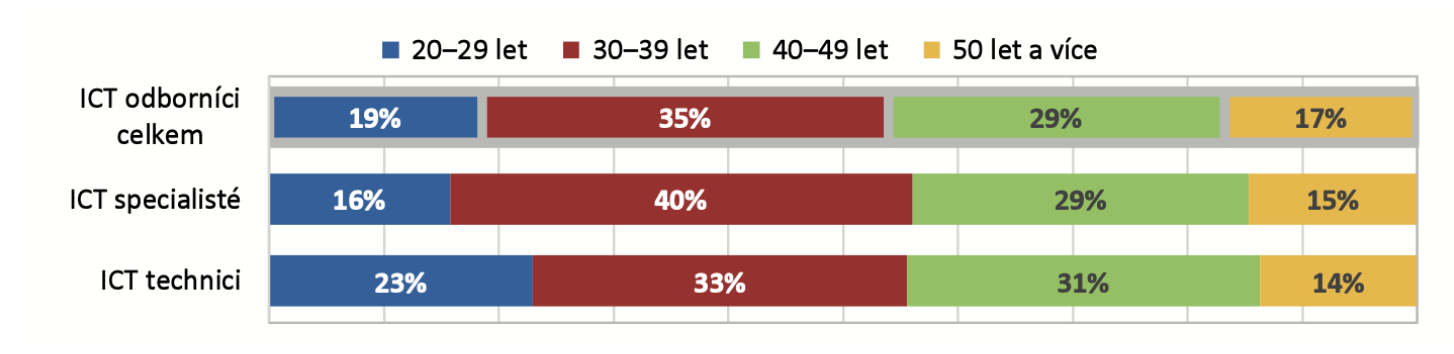 20–29 let 30–39 let 40–49 let 50 let a více
ICT odborníci
celkem
19% 35% 29% 17%
ICT specialisté 16% 40% 29% 15%
ICT technici 23% 33% 31% 14%